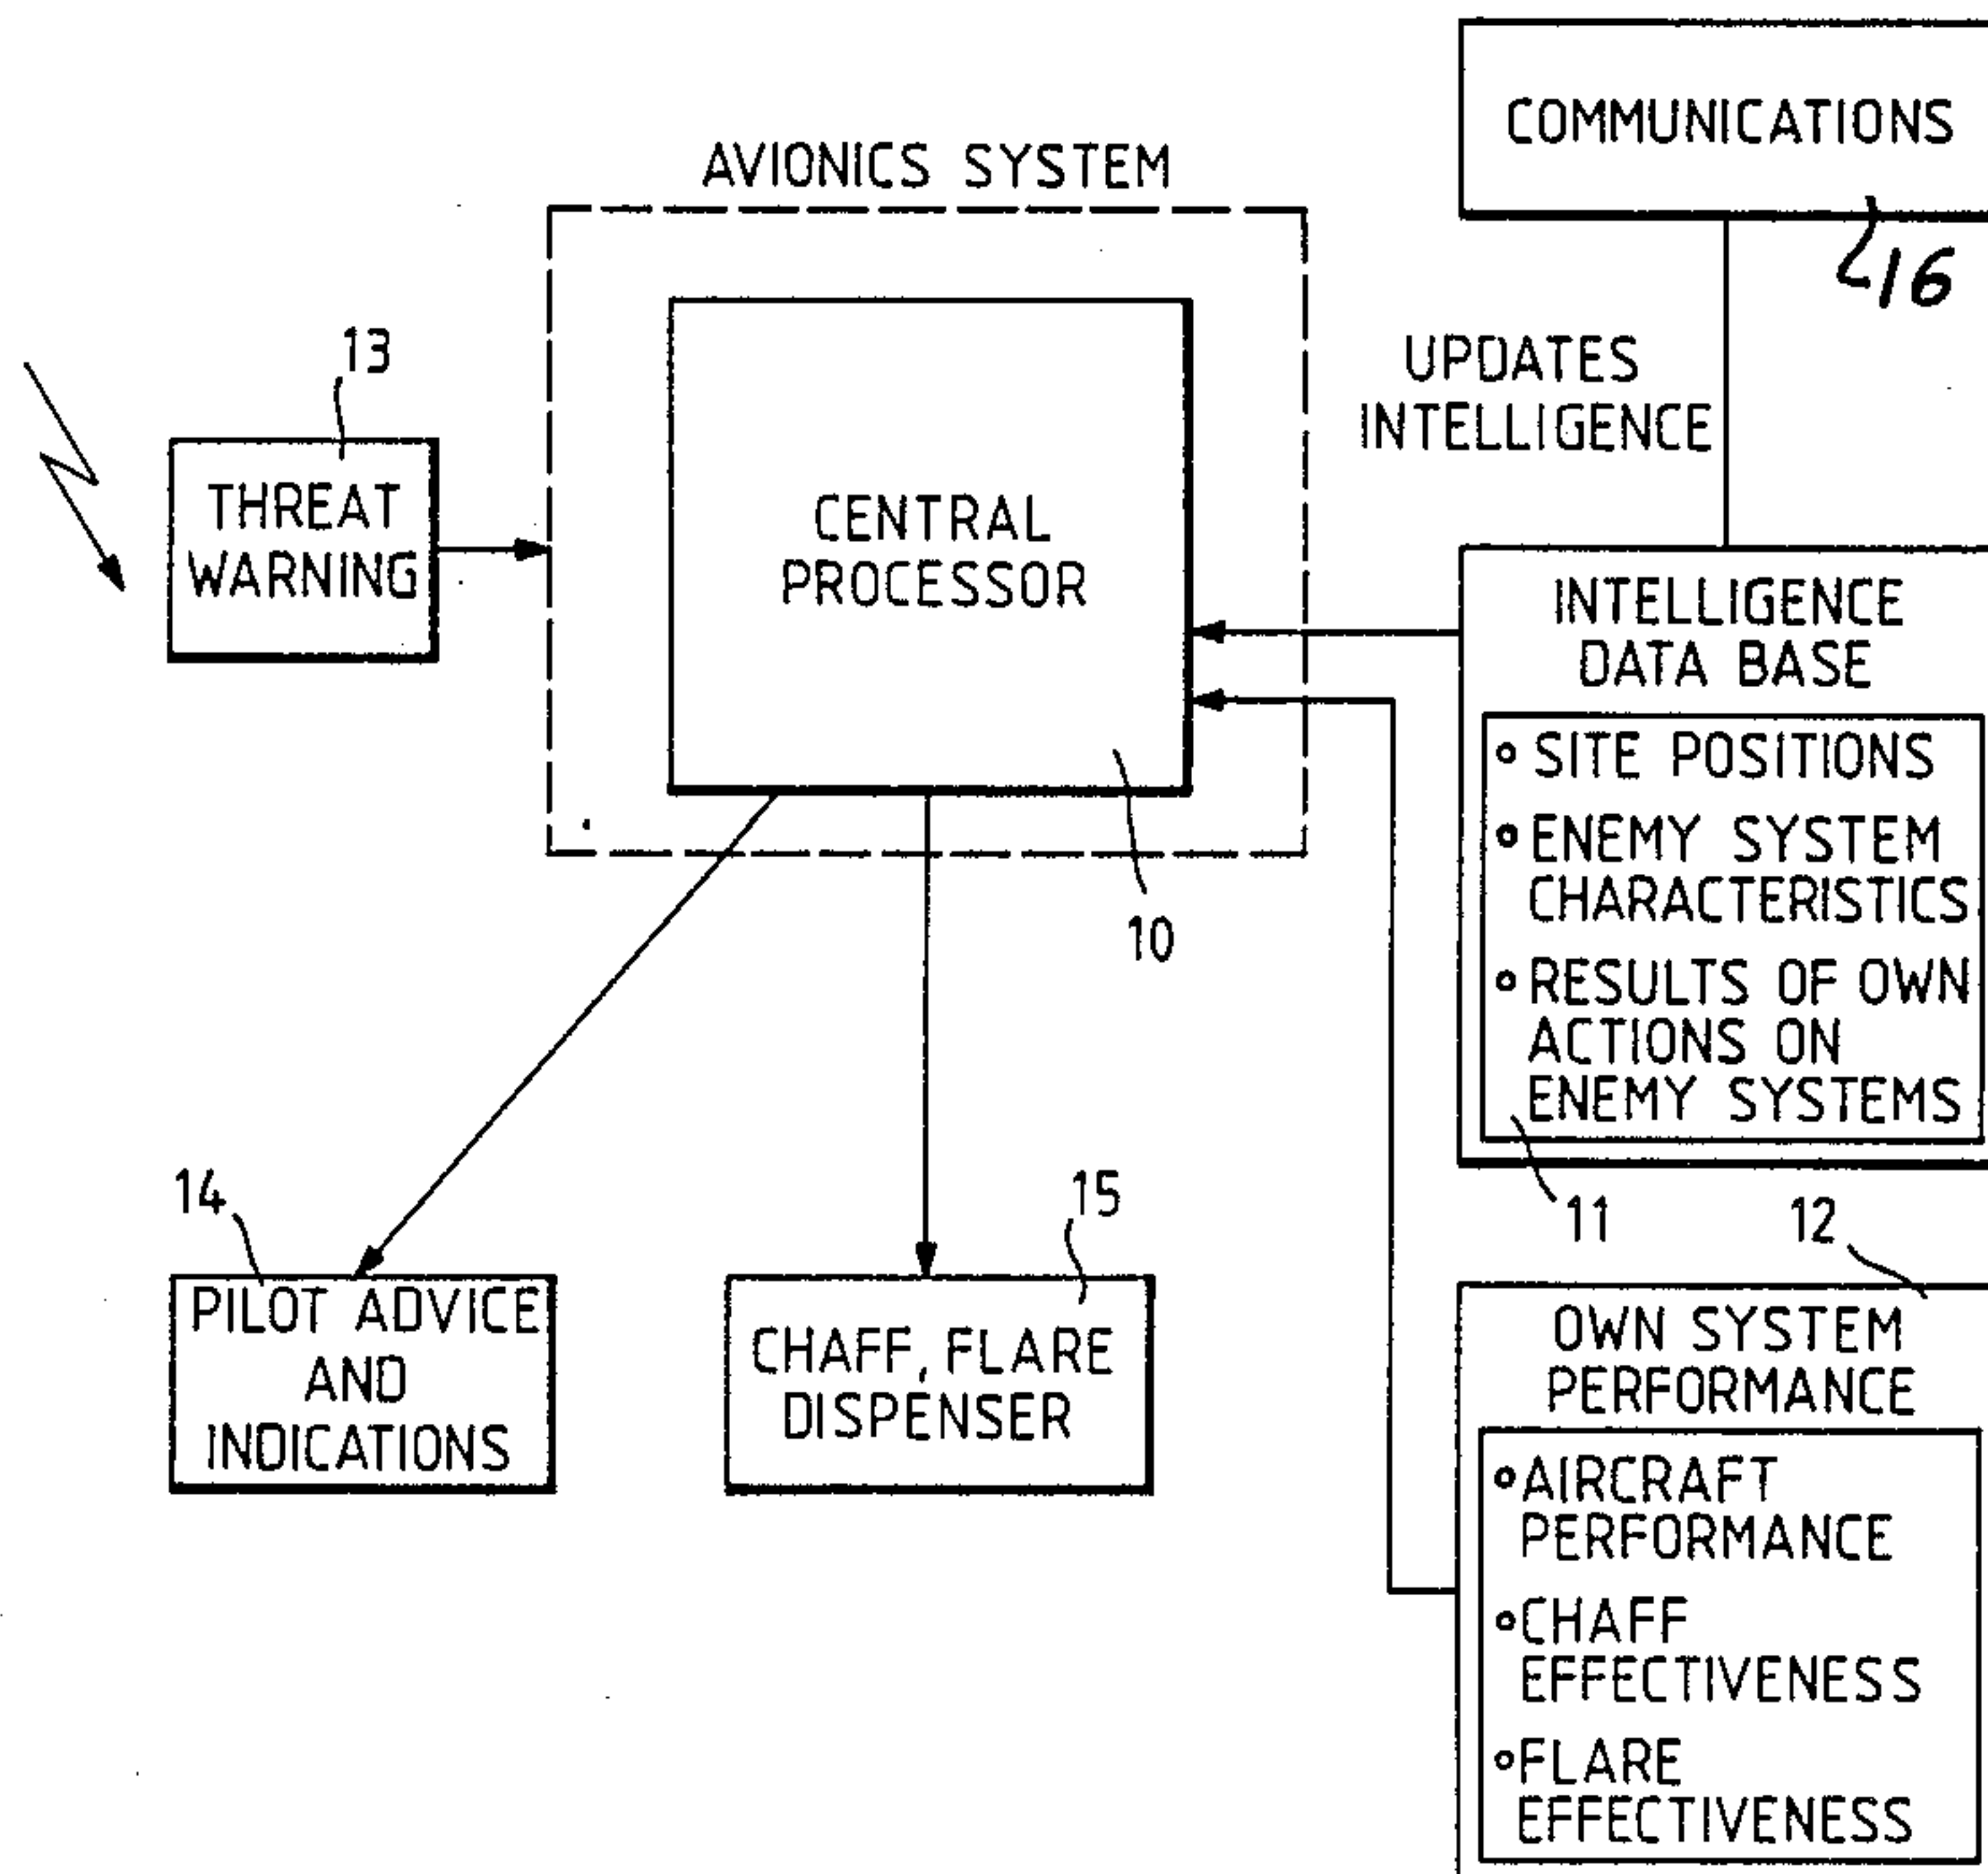 COMMUNICATIONS
16
AVIONICS SYSTEM
UPDATES
INTELLIGENCE
13
THREAT
WARNING
CENTRAL
PROCESSOR
10
INTELLIGENCE
DATA BASE
SITE POSITIONS
ENEMY SYSTEM
CHARACTERISTICS
RESULTS OF OWN
ACTIONS ON
ENEMY SYSTEMS
11
14
PILOT ADVICE
AND
INDICATIONS
15
CHAFF, FLARE
DISPENSER
12
OWN SYSTEM
PERFORMANCE
AIRCRAFT
PERFORMANCE
CHAFF
EFFECTIVENESS
FLARE
EFFECTIVENESS